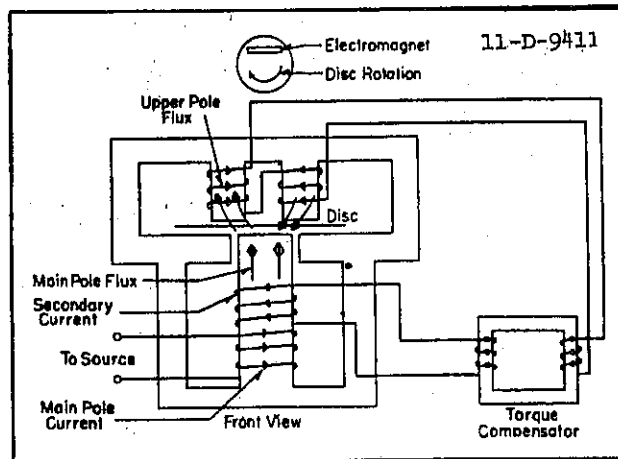 Electromagnet
11-D-9411
Disc Rotation
Upper Pole
Flux
Disc
Main Pole Flux
Secondary
Current
To Source
Main Pole
Current
Front View
Torque
Compensator